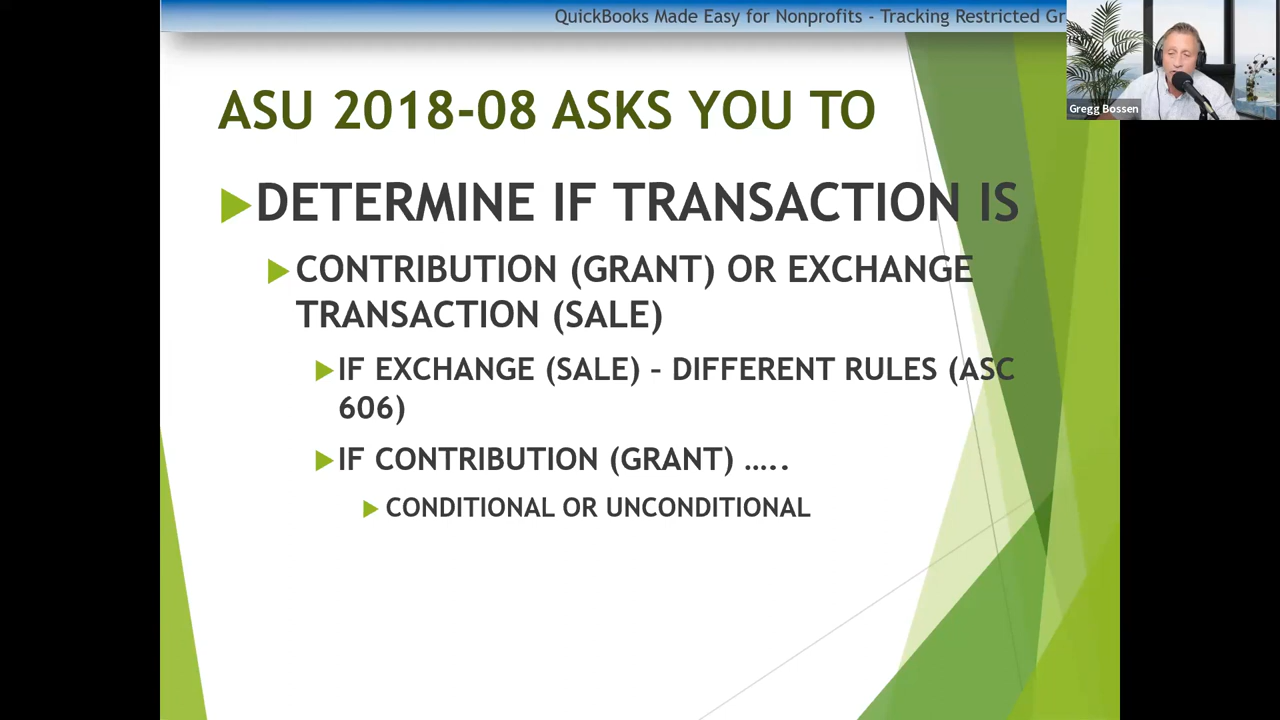 QuickBooks Made Easy for Nonprofits - Tracking Restricted Gr
Gregg Bossen
ASU 2018-08 ASKS YOU TO
DETERMINE IF TRANSACTION IS
CONTRIBUTION (GRANT) OR EXCHANGE
TRANSACTION (SALE)
IF EXCHANGE (SALE) – DIFFERENT RULES (ASC
606)
IF CONTRIBUTION (GRANT) …..
CONDITIONAL OR UNCONDITIONAL